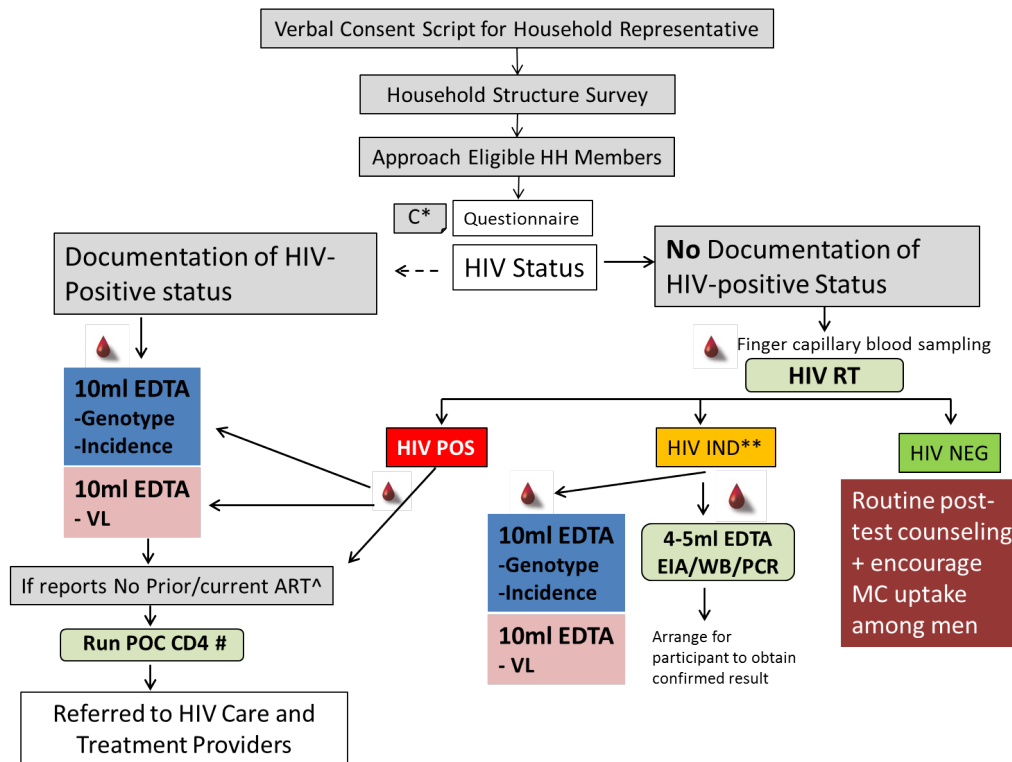 Verbal Consent Script for Household Representative
Household Structure Survey
Approach Eligible HH Members
C*
Questionnaire
HIV Status
Documentation of HIV-
Positive status
No Documentation of
HIV-positive Status
Finger capillary blood sampling
HIV RT
10ml EDTA
-Genotype
-Incidence
10ml EDTA
- VL
HIV POS
HIV IND**
HIV NEG
Routine post-
test counseling
+ encourage
MC uptake
among men
10ml EDTA
-Genotype
-Incidence
10ml EDTA
- VL
4-5ml EDTA
EIA/WB/PCR
Arrange for
participant to obtain
confirmed result
If reports No Prior/current ART^
Run POC CD4 #
Referred to HIV Care and
Treatment Providers